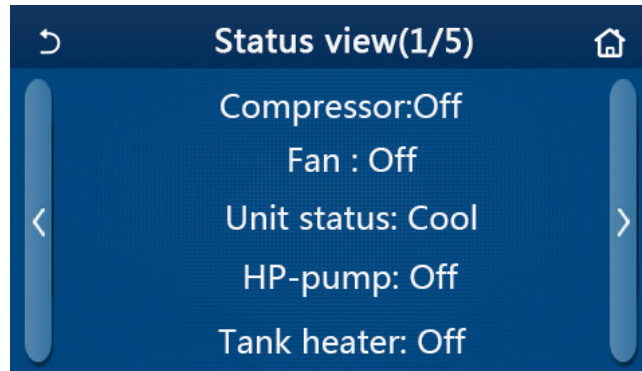 Status view(1/5)
Compressor:Off
Fan : Off
Unit status: Cool
HP-pump: Off
Tank heater: Off